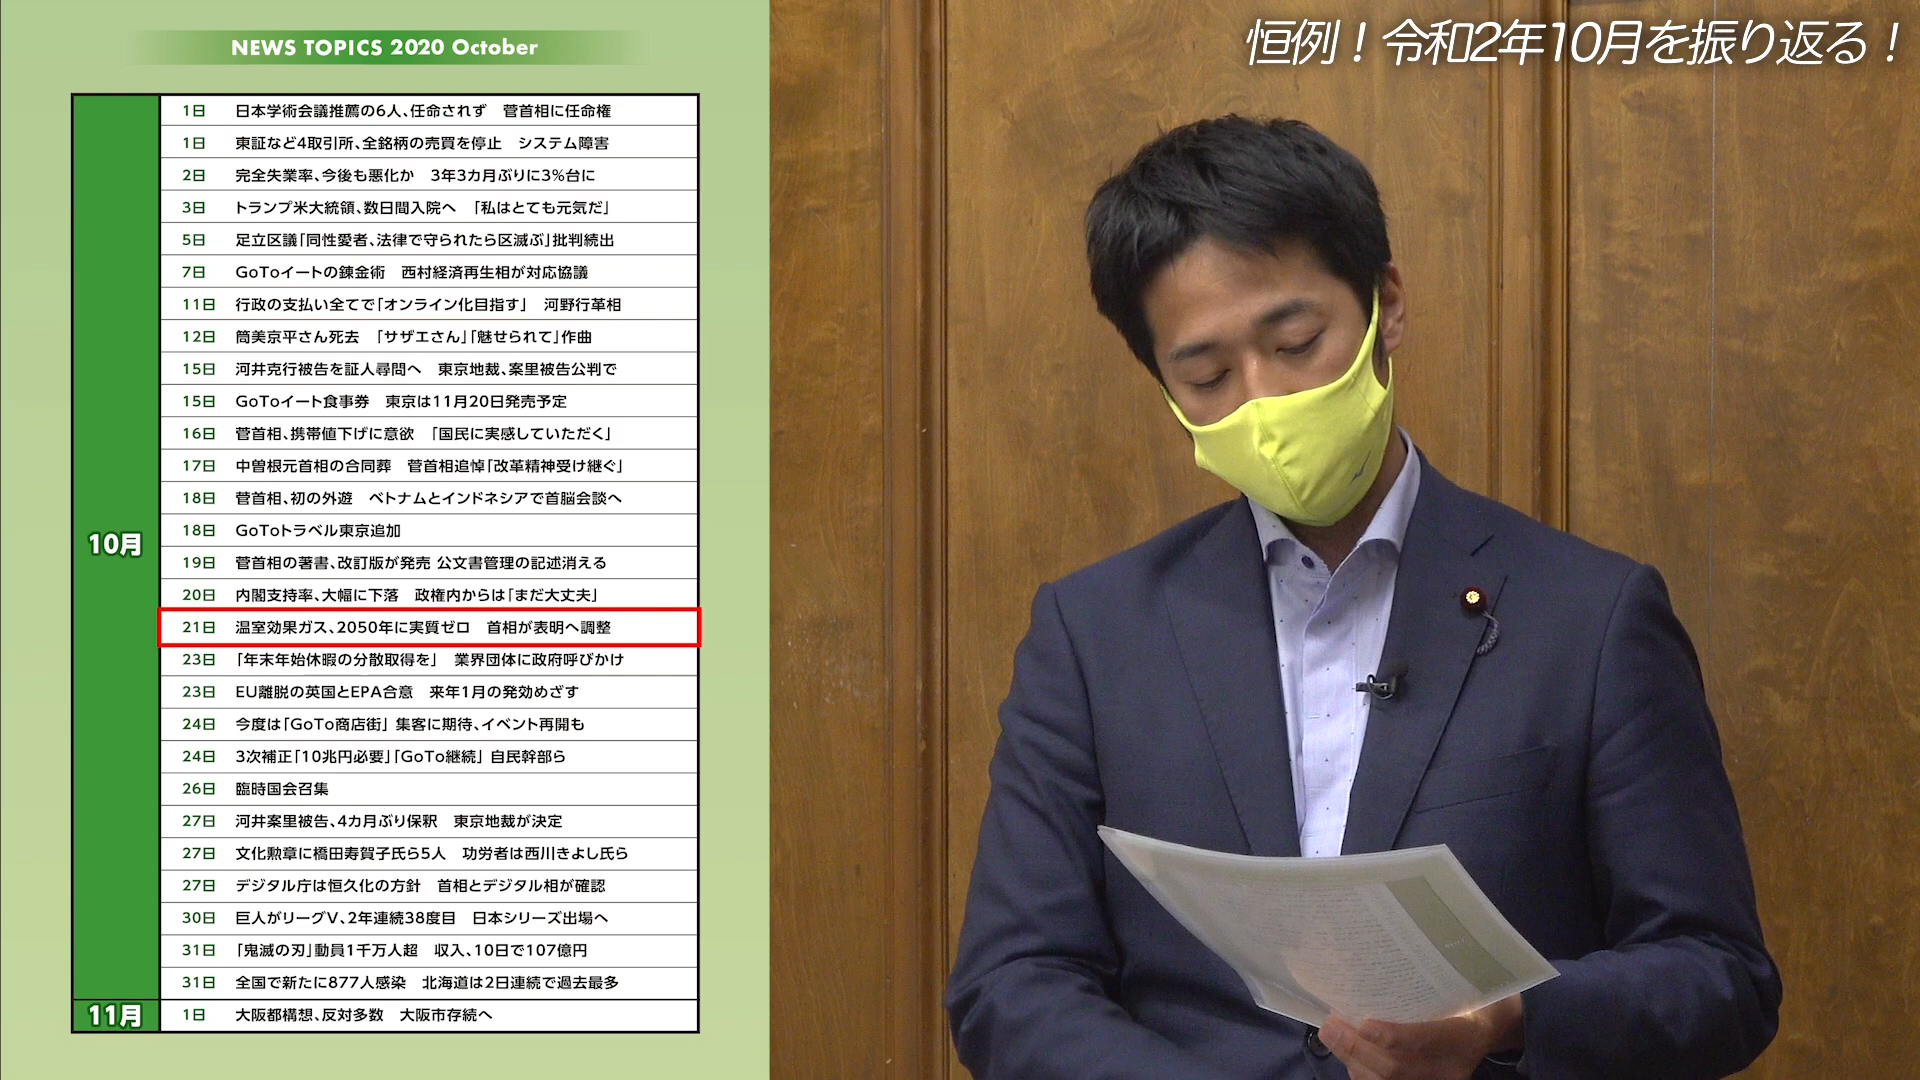 NEWS TOPICS 2020 October
恒例！令和2年10月を振り返る！
10月
1日 日本学術会議推薦の6人、任命されず　菅首相に任命権
1日 東証など4取引所、全銘柄の売買を停止　システム障害
2日 完全失業率、今後も悪化か　3年3カ月ぶりに3%台に
3日 トランプ米大統領、数日間入院へ　「私はとても元気だ」
5日 足立区議「同性愛者、法律で守られたら区滅ぶ」批判続出
7日 GoToイートの錬金術　西村経済再生相が対応協議
11日 行政の支払い全てで「オンライン化目指す」　河野行革相
12日 筒美京平さん死去　「サザエさん」「魅せられて」作曲
15日 河井克行被告を証人尋問へ　東京地裁、案里被告公判で
15日 GoToイート食事券　東京は11月20日発売予定
16日 菅首相、携帯値下げに意欲　「国民に実感していただく」
17日 中曽根元首相の合同葬　菅首相追悼「改革精神受け継ぐ」
18日 菅首相、初の外遊　ベトナムとインドネシアで首脳会談へ
18日 GoToトラベル東京追加
19日 菅首相の著書、改訂版が発売 公文書管理の記述消える
20日 内閣支持率、大幅に下落　政権内からは「まだ大丈夫」
21日 温室効果ガス、2050年に実質ゼロ　首相が表明へ調整
23日 「年末年始休暇の分散取得を」　業界団体に政府呼びかけ
23日 EU離脱の英国とEPA合意　来年1月の発効めざす
24日 今度は「GoTo商店街」 集客に期待、イベント再開も
24日 3次補正「10兆円必要」「GoTo継続」 自民幹部ら
26日 臨時国会召集
27日 河井案里被告、4カ月ぶり保釈　東京地裁が決定
27日 文化勲章に橋田寿賀子氏ら5人　功労者は西川きよし氏ら
27日 デジタル庁は恒久化の方針　首相とデジタル相が確認
30日 巨人がリーグV、2年連続38度目　日本シリーズ出場へ
31日 「鬼滅の刃」動員1千万人超　収入、10日で107億円
31日 全国で新たに877人感染　北海道は2日連続で過去最多
11月
1日 大阪都構想、反対多数　大阪市存続へ